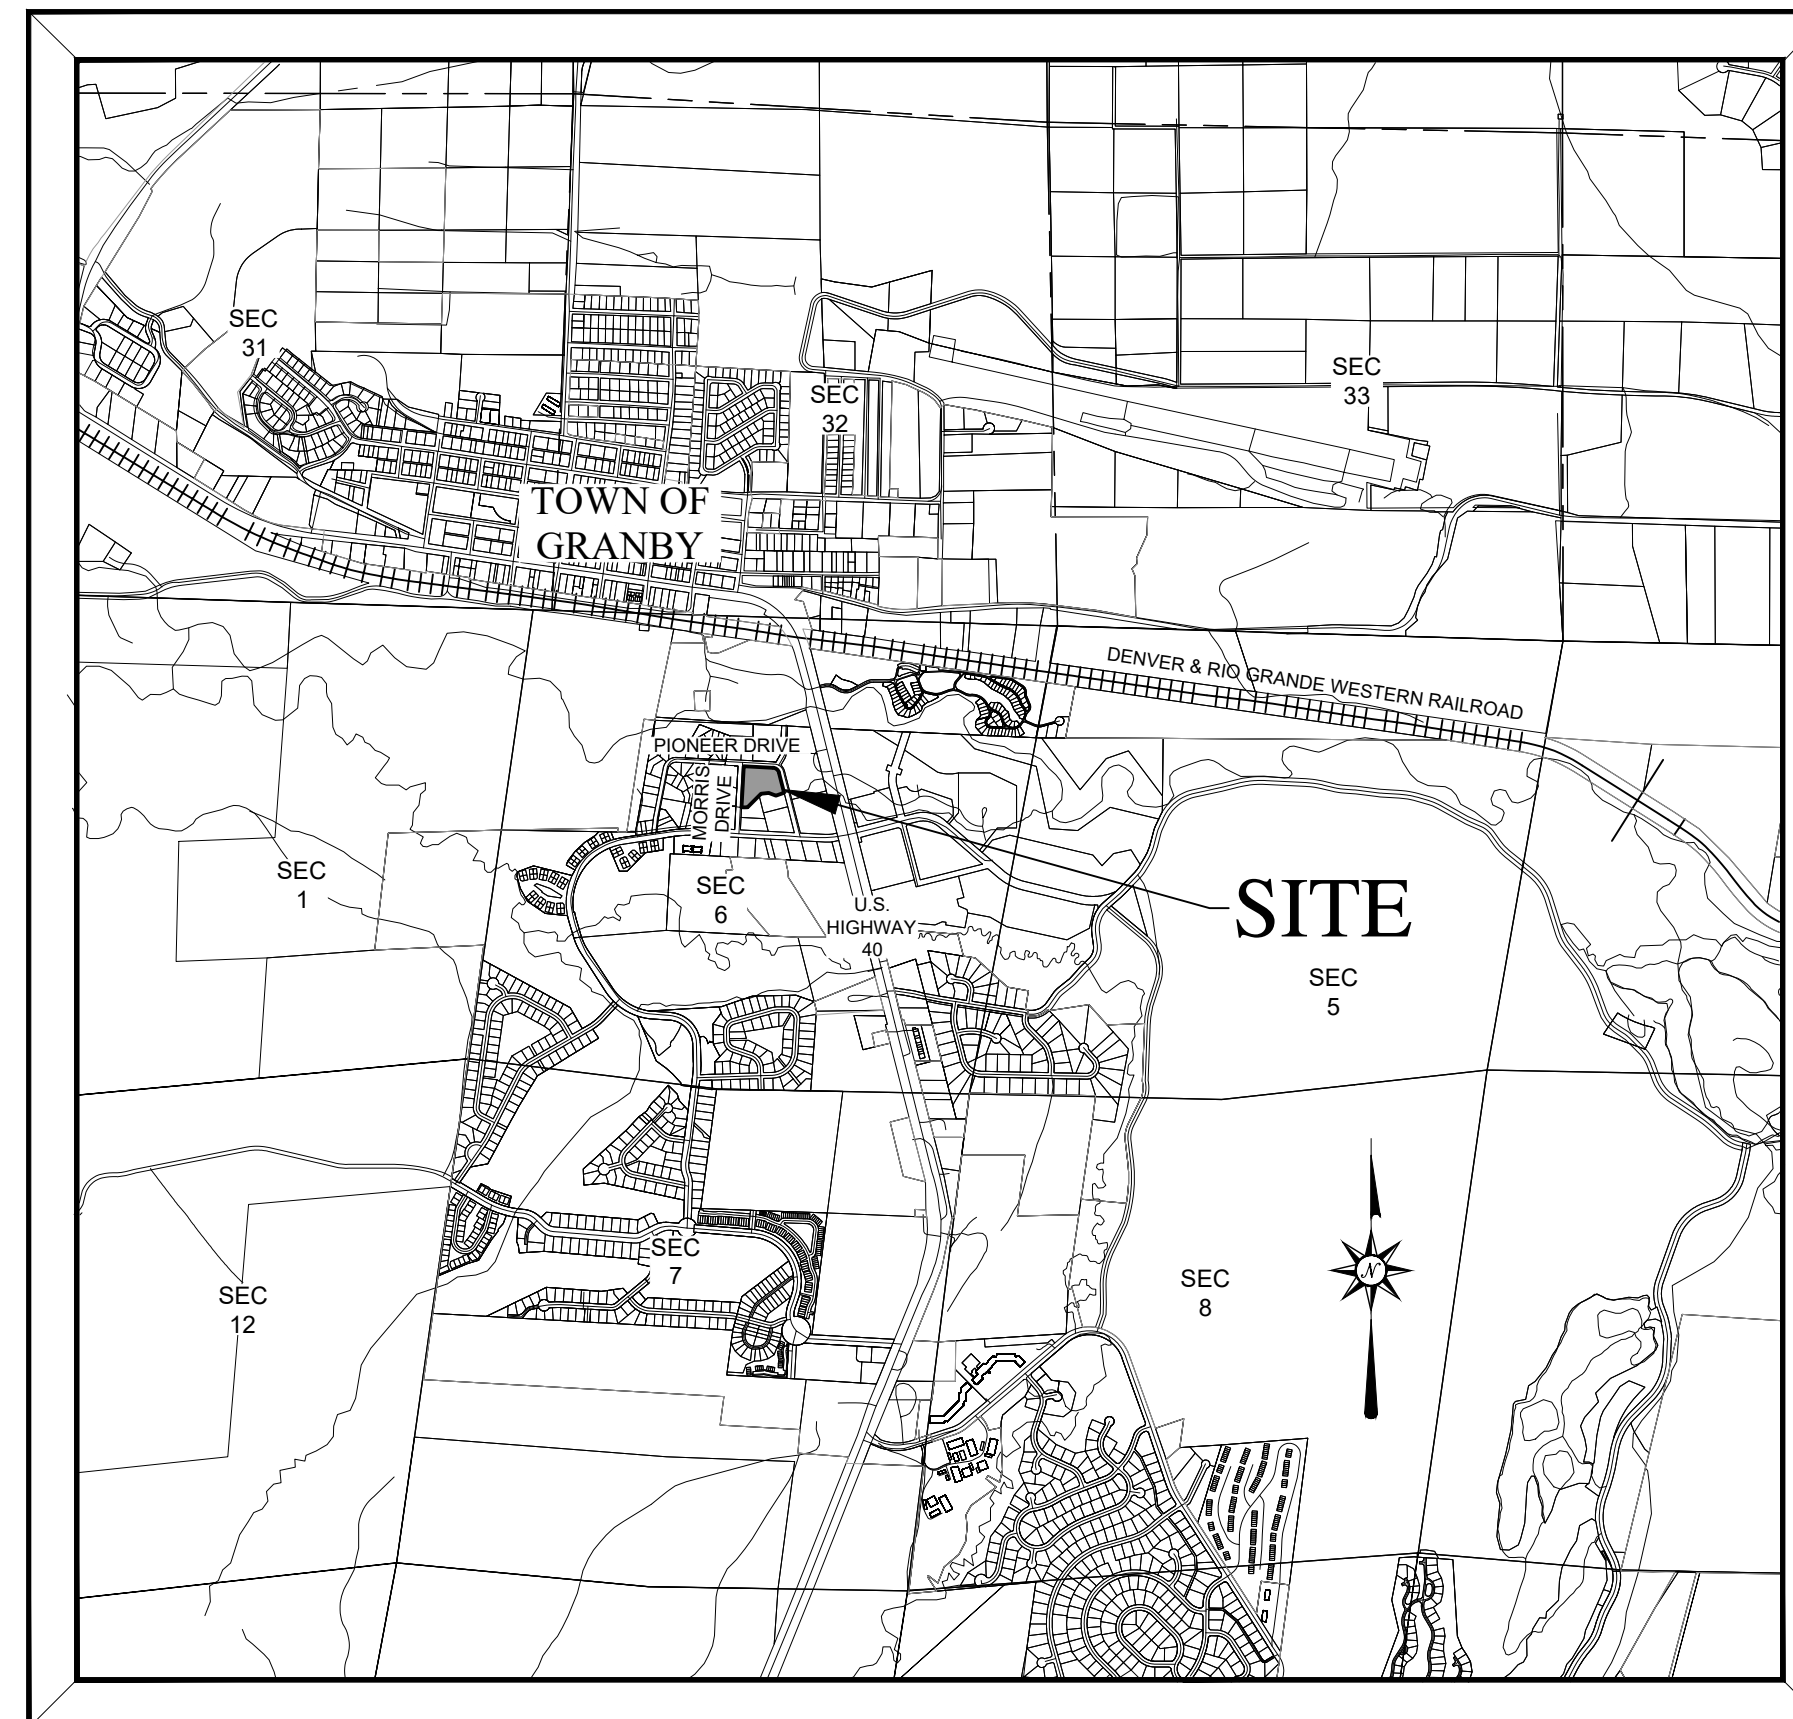 SEC
31
SEC
33
SEC
32
TOWN OF
GRANBY
DENVER & RIO GRANDE WESTERN RAILROAD
PIONEER DRIVE
MORRIS
DRIVE
SEC
1
SEC
6
U.S.
HIGHWAY
40
SITE
SEC
5
SEC
7
SEC
8
N
SEC
12